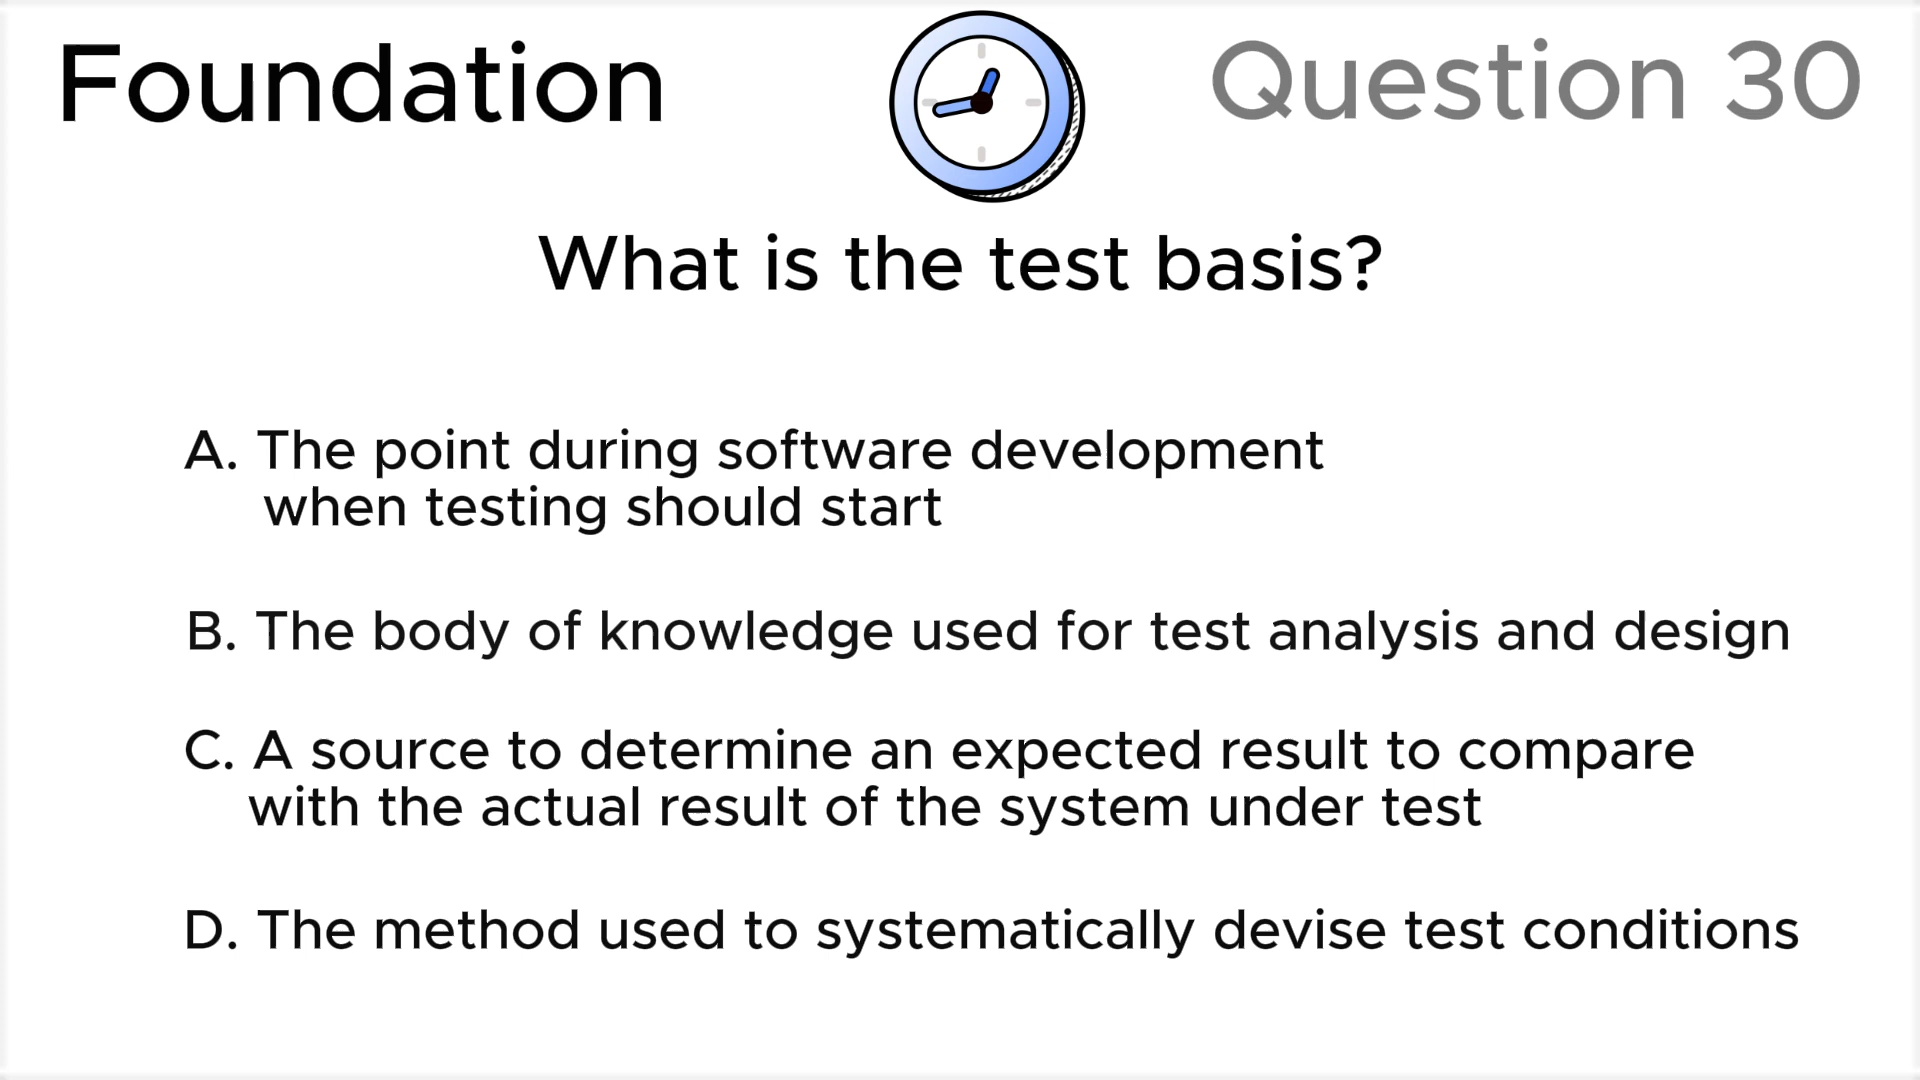 Foundation
Question 30
What is the test basis?
A. The point during software development
when testing should start
B. The body of knowledge used for test analysis and design
C. A source to determine an expected result to compare
with the actual result of the system under test
D. The method used to systematically devise test conditions